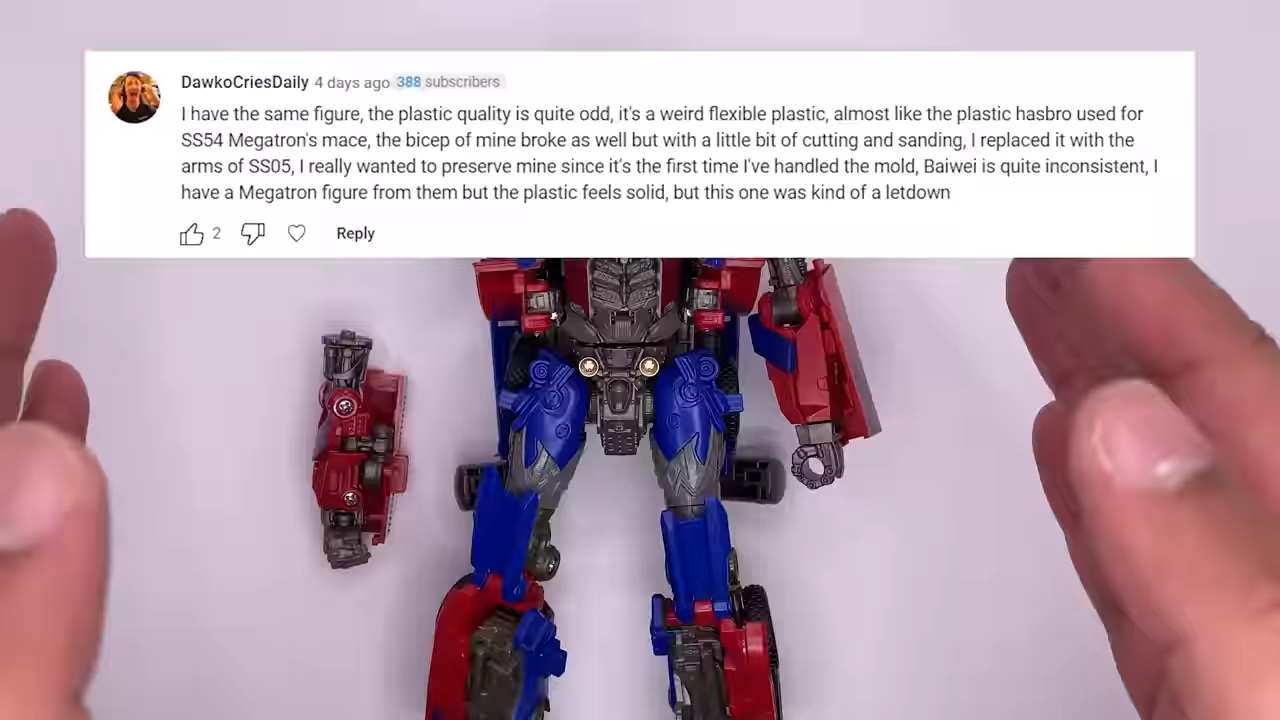 DawkoCriesDaily 4 days ago 388 subscribers
I have the same figure, the plastic quality is quite odd, it's a weird flexible plastic, almost like the plastic hasbro used for
SS54 Megatron's mace, the bicep of mine broke as well but with a little bit of cutting and sanding, I replaced it with the
arms of SS05, I really wanted to preserve mine since it's the first time I've handled the mold, Baiwei is quite inconsistent, I
have a Megatron figure from them but the plastic feels solid, but this one was kind of a letdown
2 Reply